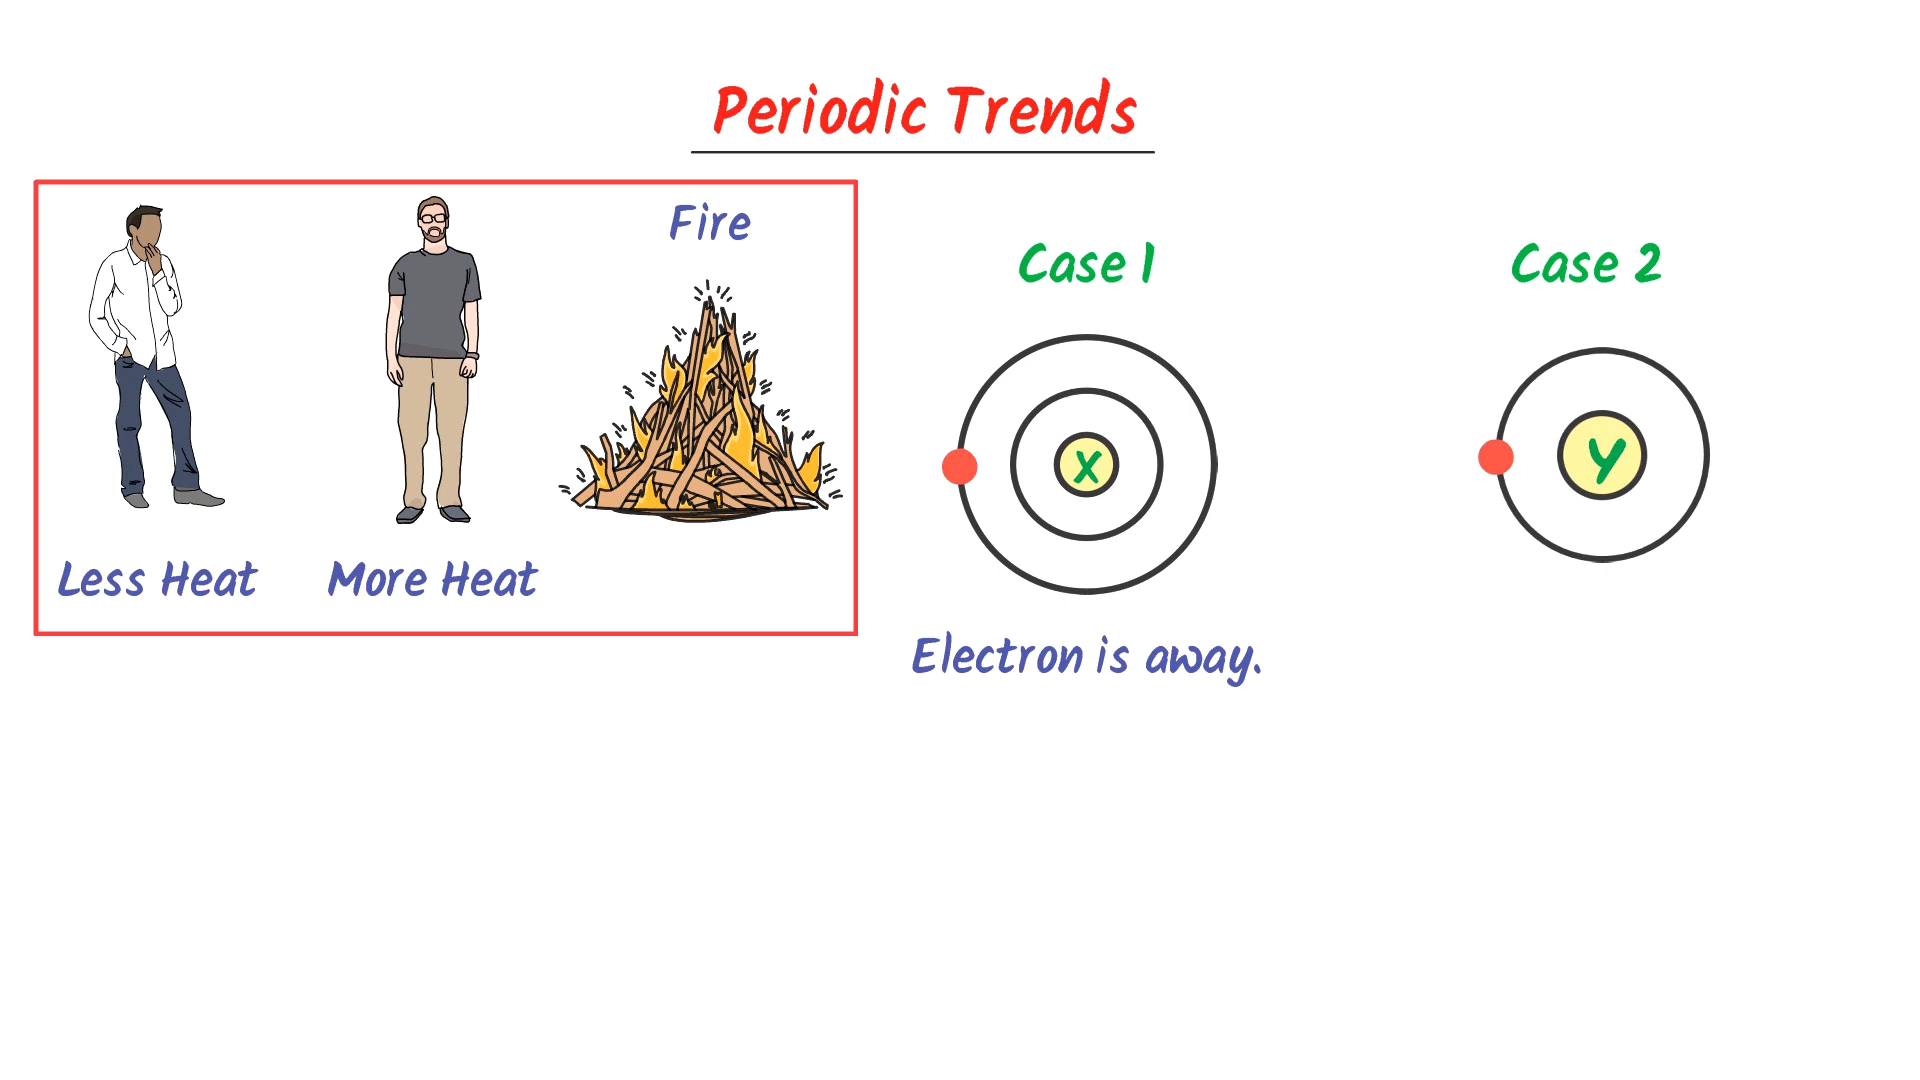 Periodic Trends
Fire
Less Heat
More Heat
Case 1
X
Electron is away.
Case 2
Y